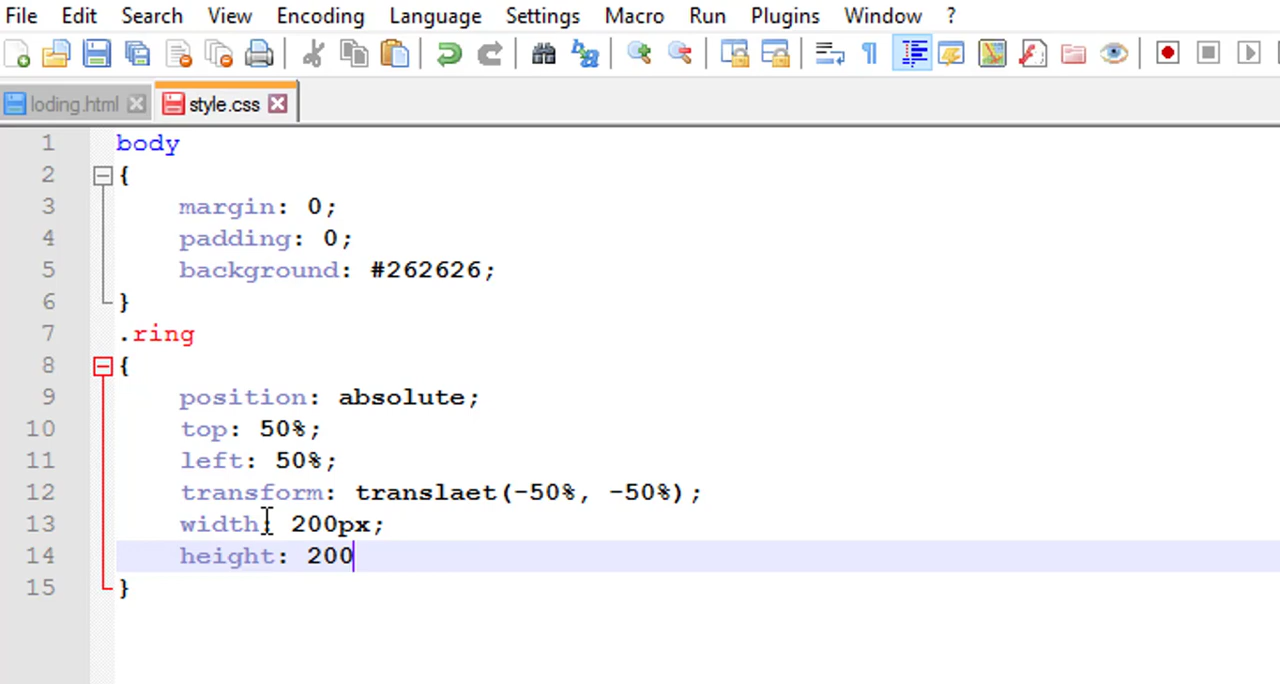 File Edit Search View Encoding Language Settings Macro Run Plugins Window ?
loding.html style.css
1 body
2 {
3 margin: 0;
4 padding: 0;
5 background: #262626;
6 }
7 .ring
8 {
9 position: absolute;
10 top: 50%;
11 left: 50%;
12 transform: translaet(-50%, -50%);
13 width: 200px;
14 height: 200
15 }